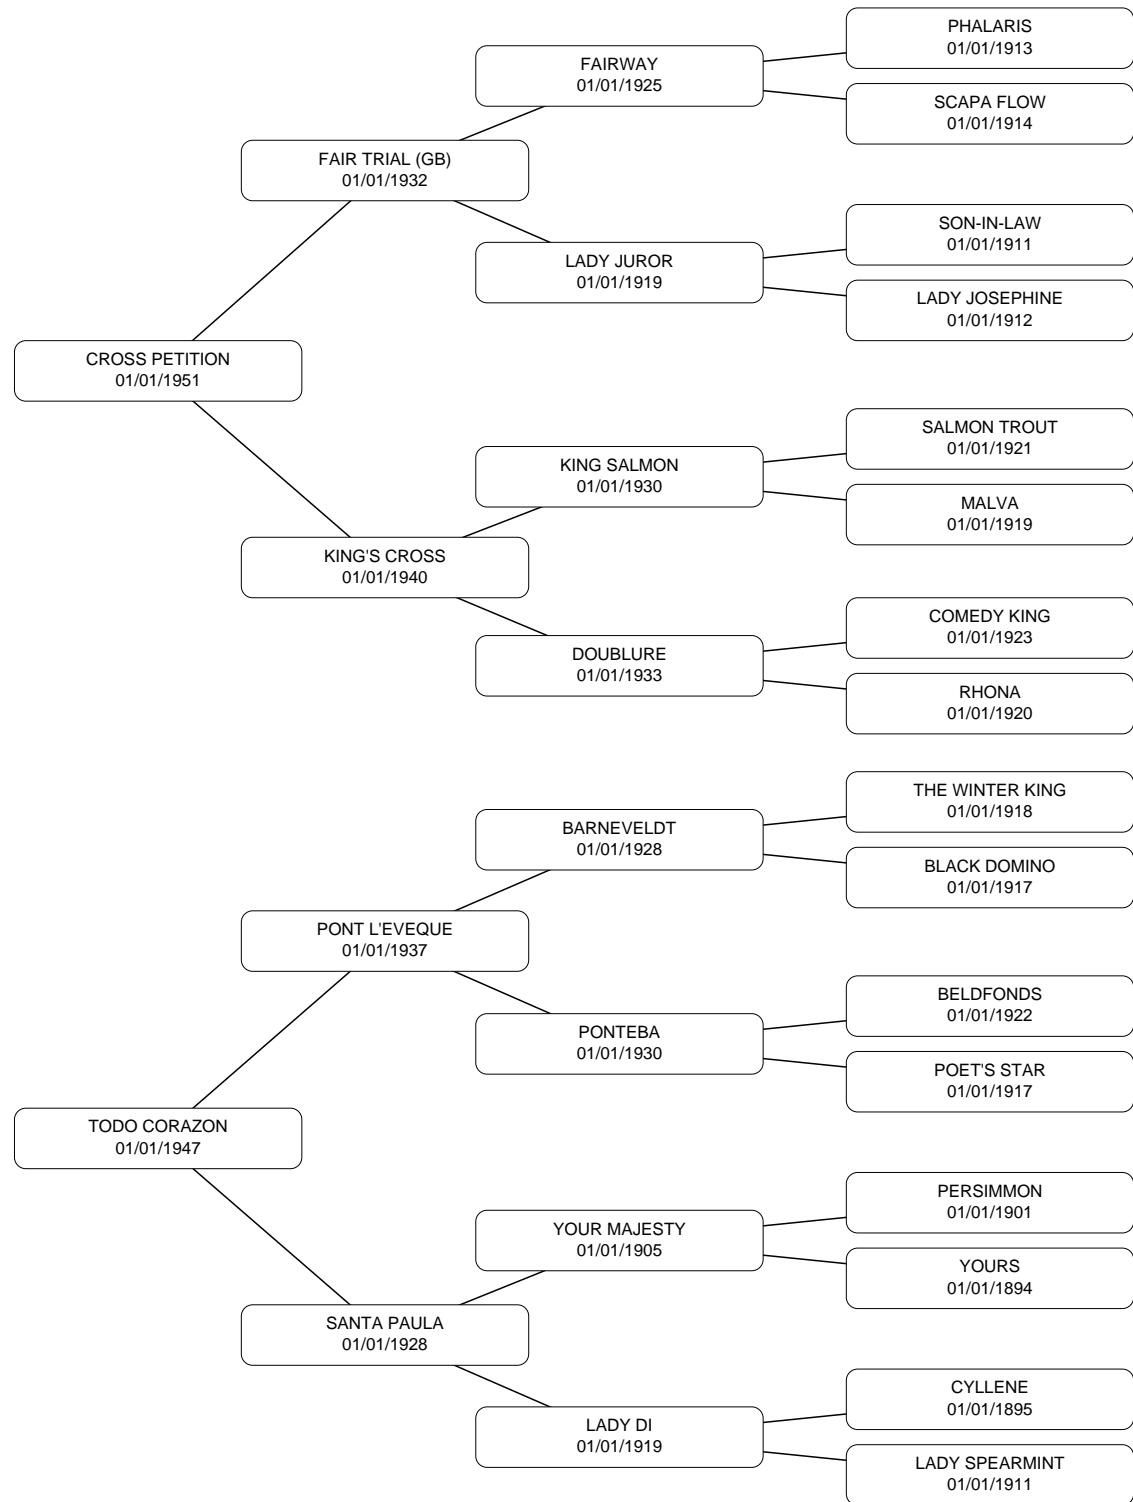 PHALARIS
01/01/1913
FAIRWAY
01/01/1925
SCAPA FLOW
01/01/1914
FAIR TRIAL (GB)
01/01/1932
SON-IN-LAW
01/01/1911
LADY JUROR
01/01/1919
LADY JOSEPHINE
01/01/1912
CROSS PETITION
01/01/1951
SALMON TROUT
01/01/1921
KING SALMON
01/01/1930
MALVA
01/01/1919
KING'S CROSS
01/01/1940
COMEDY KING
01/01/1923
DOUBLURE
01/01/1933
RHONA
01/01/1920
THE WINTER KING
01/01/1918
BARNEVELDT
01/01/1928
BLACK DOMINO
01/01/1917
PONT L'EVEQUE
01/01/1937
BELDFONDS
01/01/1922
PONTEBA
01/01/1930
POET'S STAR
01/01/1917
TODO CORAZON
01/01/1947
PERSIMMON
01/01/1901
YOUR MAJESTY
01/01/1905
YOURS
01/01/1894
SANTA PAULA
01/01/1928
CYLLENE
01/01/1895
LADY DI
01/01/1919
LADY SPEARMINT
01/01/1911